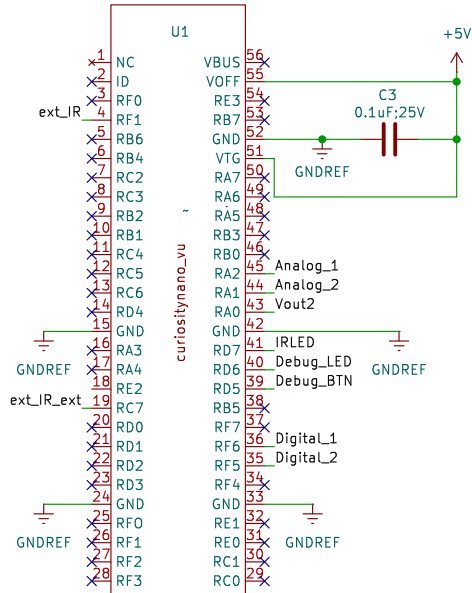 U1
+5V
1 NC VBUS 56
2 ID VOFF 55
3 RF0 RE3 54
C3
0.1uF;25V
ext_IR 4 RF1 RB7 53
5 RB6 GND 52
GNDREF
6 RB4 VTG 51
7 RC2 RA7 50
8 RC3 RA6 49
9 RB2 RA5 48
~
10 RB1 RB3 47
11 RC4 RB0 46
12 RC5 RA2 45 Analog_1
13 RC6 RA1 44 Analog_2
14 RD4 RA0 43 Vout2
curiositynano_vu
15 GND GND 42
GNDREF
GNDREF
16 RA3 RD7 41 IRLED
17 RA4 RD6 40 Debug_LED
18 RE2 RD5 39 Debug_BTN
ext_IR_ext 19 RC7 RB5 38
20 RD0 RF7 37
21 RD1 RF6 36 Digital_1
22 RD2 RF5 35 Digital_2
23 RD3 RF4 34
24 GND GND 33
GNDREF
GNDREF
25 RF0 RE1 32
26 RF1 RE0 31
27 RF2 RC1 30
28 RF3 RC0 29